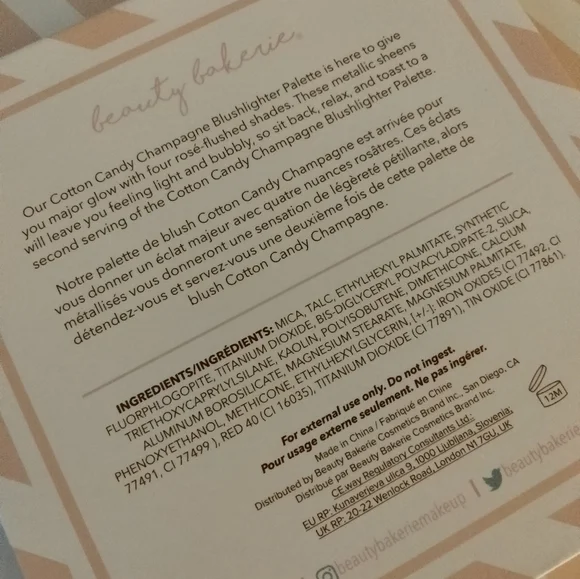 beauty bakerie®
Our Cotton Candy Champagne Blushlighter Palette is here to give
you major glow with four rosé-flushed shades. These metallic sheens
will leave you feeling light and bubbly, so sit back, relax, and toast to a
second serving of the Cotton Candy Champagne Blushlighter Palette.
Notre palette de blush Cotton Candy Champagne est arrivée pour
vous donner un éclat majeur avec quatre nuances rosâtres. Ces éclats
métallisés vous donneront une sensation de légèreté pétillante, alors
détendez-vous et servez-vous une deuxième fois de cette palette de
blush Cotton Candy Champagne.
INGREDIENTS/INGRÉDIENTS: MICA, TALC, ETHYLHEXYL PALMITATE, SYNTHETIC
FLUORPHLOGOPITE, TITANIUM DIOXIDE, BIS-DIGLYCERYL POLYACYLADIPATE-2, SILICA,
TRIETHOXYCAPRYLYLSILANE, KAOLIN, POLYISOBUTENE, DIMETHICONE, CALCIUM
ALUMINUM BOROSILICATE, MAGNESIUM STEARATE, MAGNESIUM PALMITATE,
PHENOXYETHANOL, METHICONE, ETHYLHEXYLGLYCERIN, [+/-]: IRON OXIDES (CI 77492, CI
77491, CI 77499 ), RED 40 (CI 16035), TITANIUM DIOXIDE (CI 77891), TIN OXIDE (CI 77861).
For external use only. Do not ingest.
Pour usage externe seulement. Ne pas ingérer.
Made in China / Fabriqué en Chine
Distributed by Beauty Bakerie Cosmetics Brand Inc., San Diego, CA
Distribué par Beauty Bakerie Cosmetics Brand Inc.
CE.way Regulatory Consultants Ltd.:
EU RP: Kunaverjeva ulica 9, 1000 Ljubljana, Slovenia,
UK RP: 20-22 Wenlock Road, London N1 7GU, UK
12M
@beautybakeriemakeup | @beautybakerie